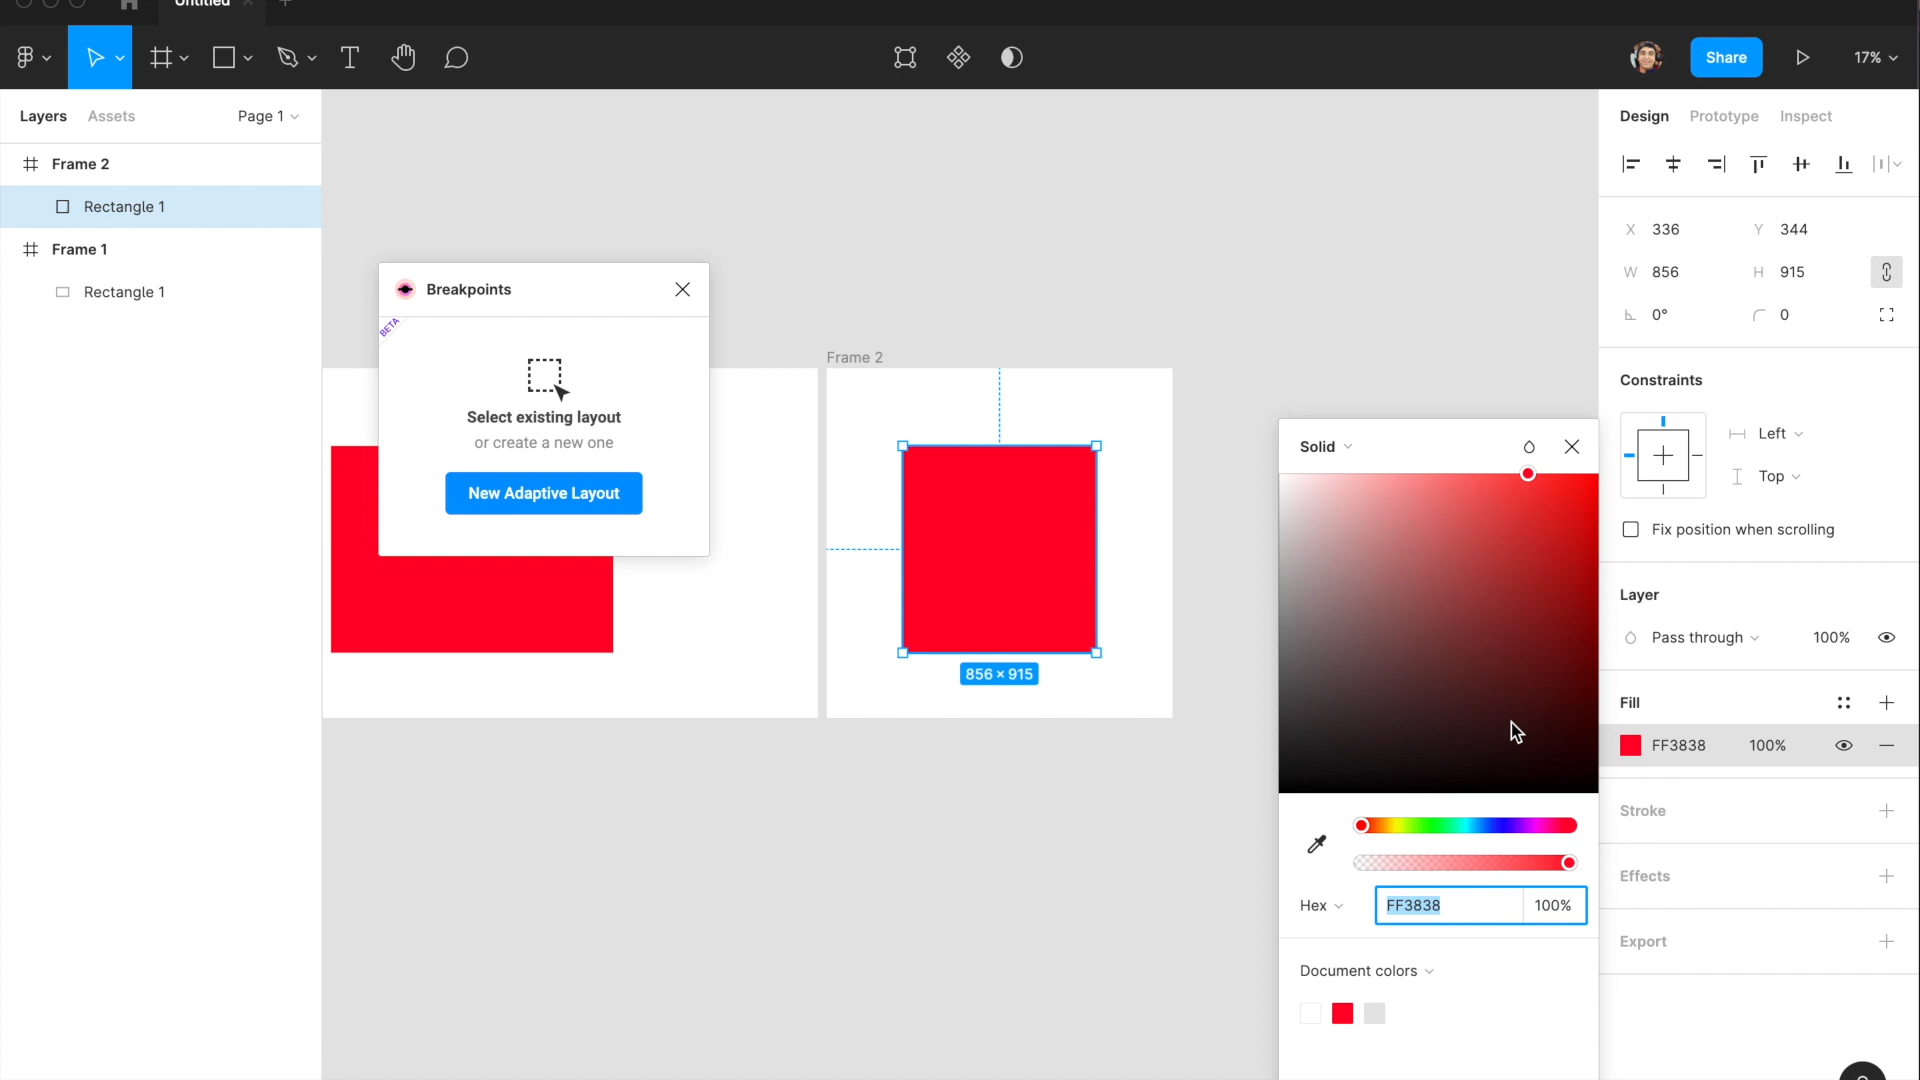 Untitled
Share
17%
Layers
Assets
Page 1
Design
Prototype
Inspect
Frame 2
Rectangle 1
Frame 1
Rectangle 1
Breakpoints
BETA
Select existing layout
or create a new one
New Adaptive Layout
Frame 2
856 × 915
Solid
Hex
FF3838
100%
Document colors
X 336
Y 344
W 856
H 915
0°
0
Constraints
Left
Top
Fix position when scrolling
Layer
Pass through
100%
Fill
FF3838
100%
Stroke
Effects
Export